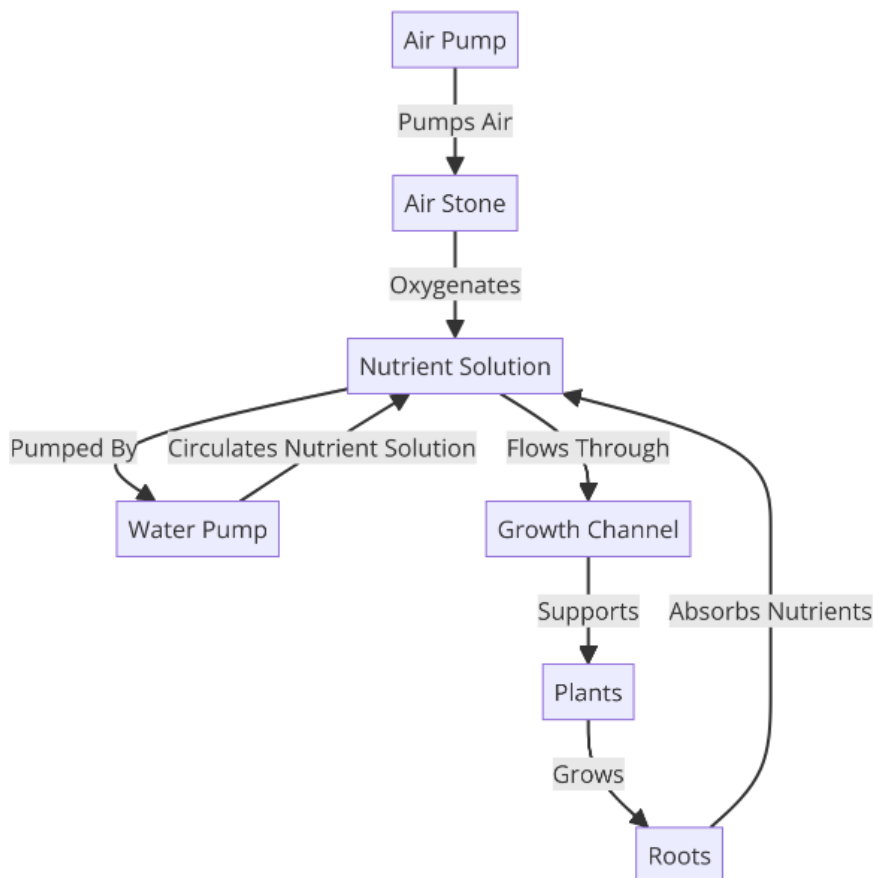 Air Pump
Pumps Air
Air Stone
Oxygenates
Nutrient Solution
Pumped By
Circulates Nutrient Solution
Flows Through
Water Pump
Growth Channel
Supports
Absorbs Nutrients
Plants
Grows
Roots